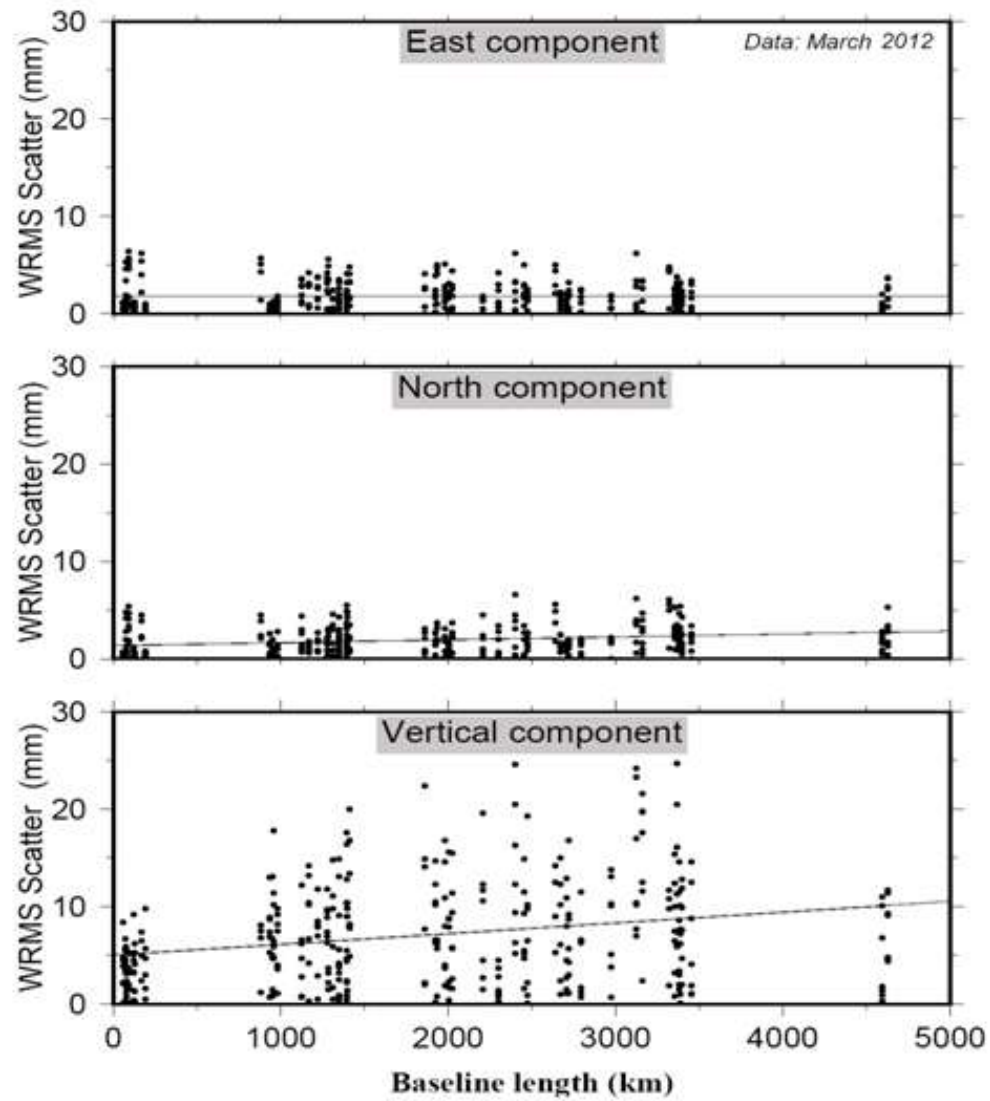 East component
Data: March 2012
WRMS Scatter (mm)
30
20
10
0
North component
WRMS Scatter (mm)
30
20
10
0
Vertical component
WRMS Scatter (mm)
30
20
10
0
0 1000 2000 3000 4000 5000
Baseline length (km)